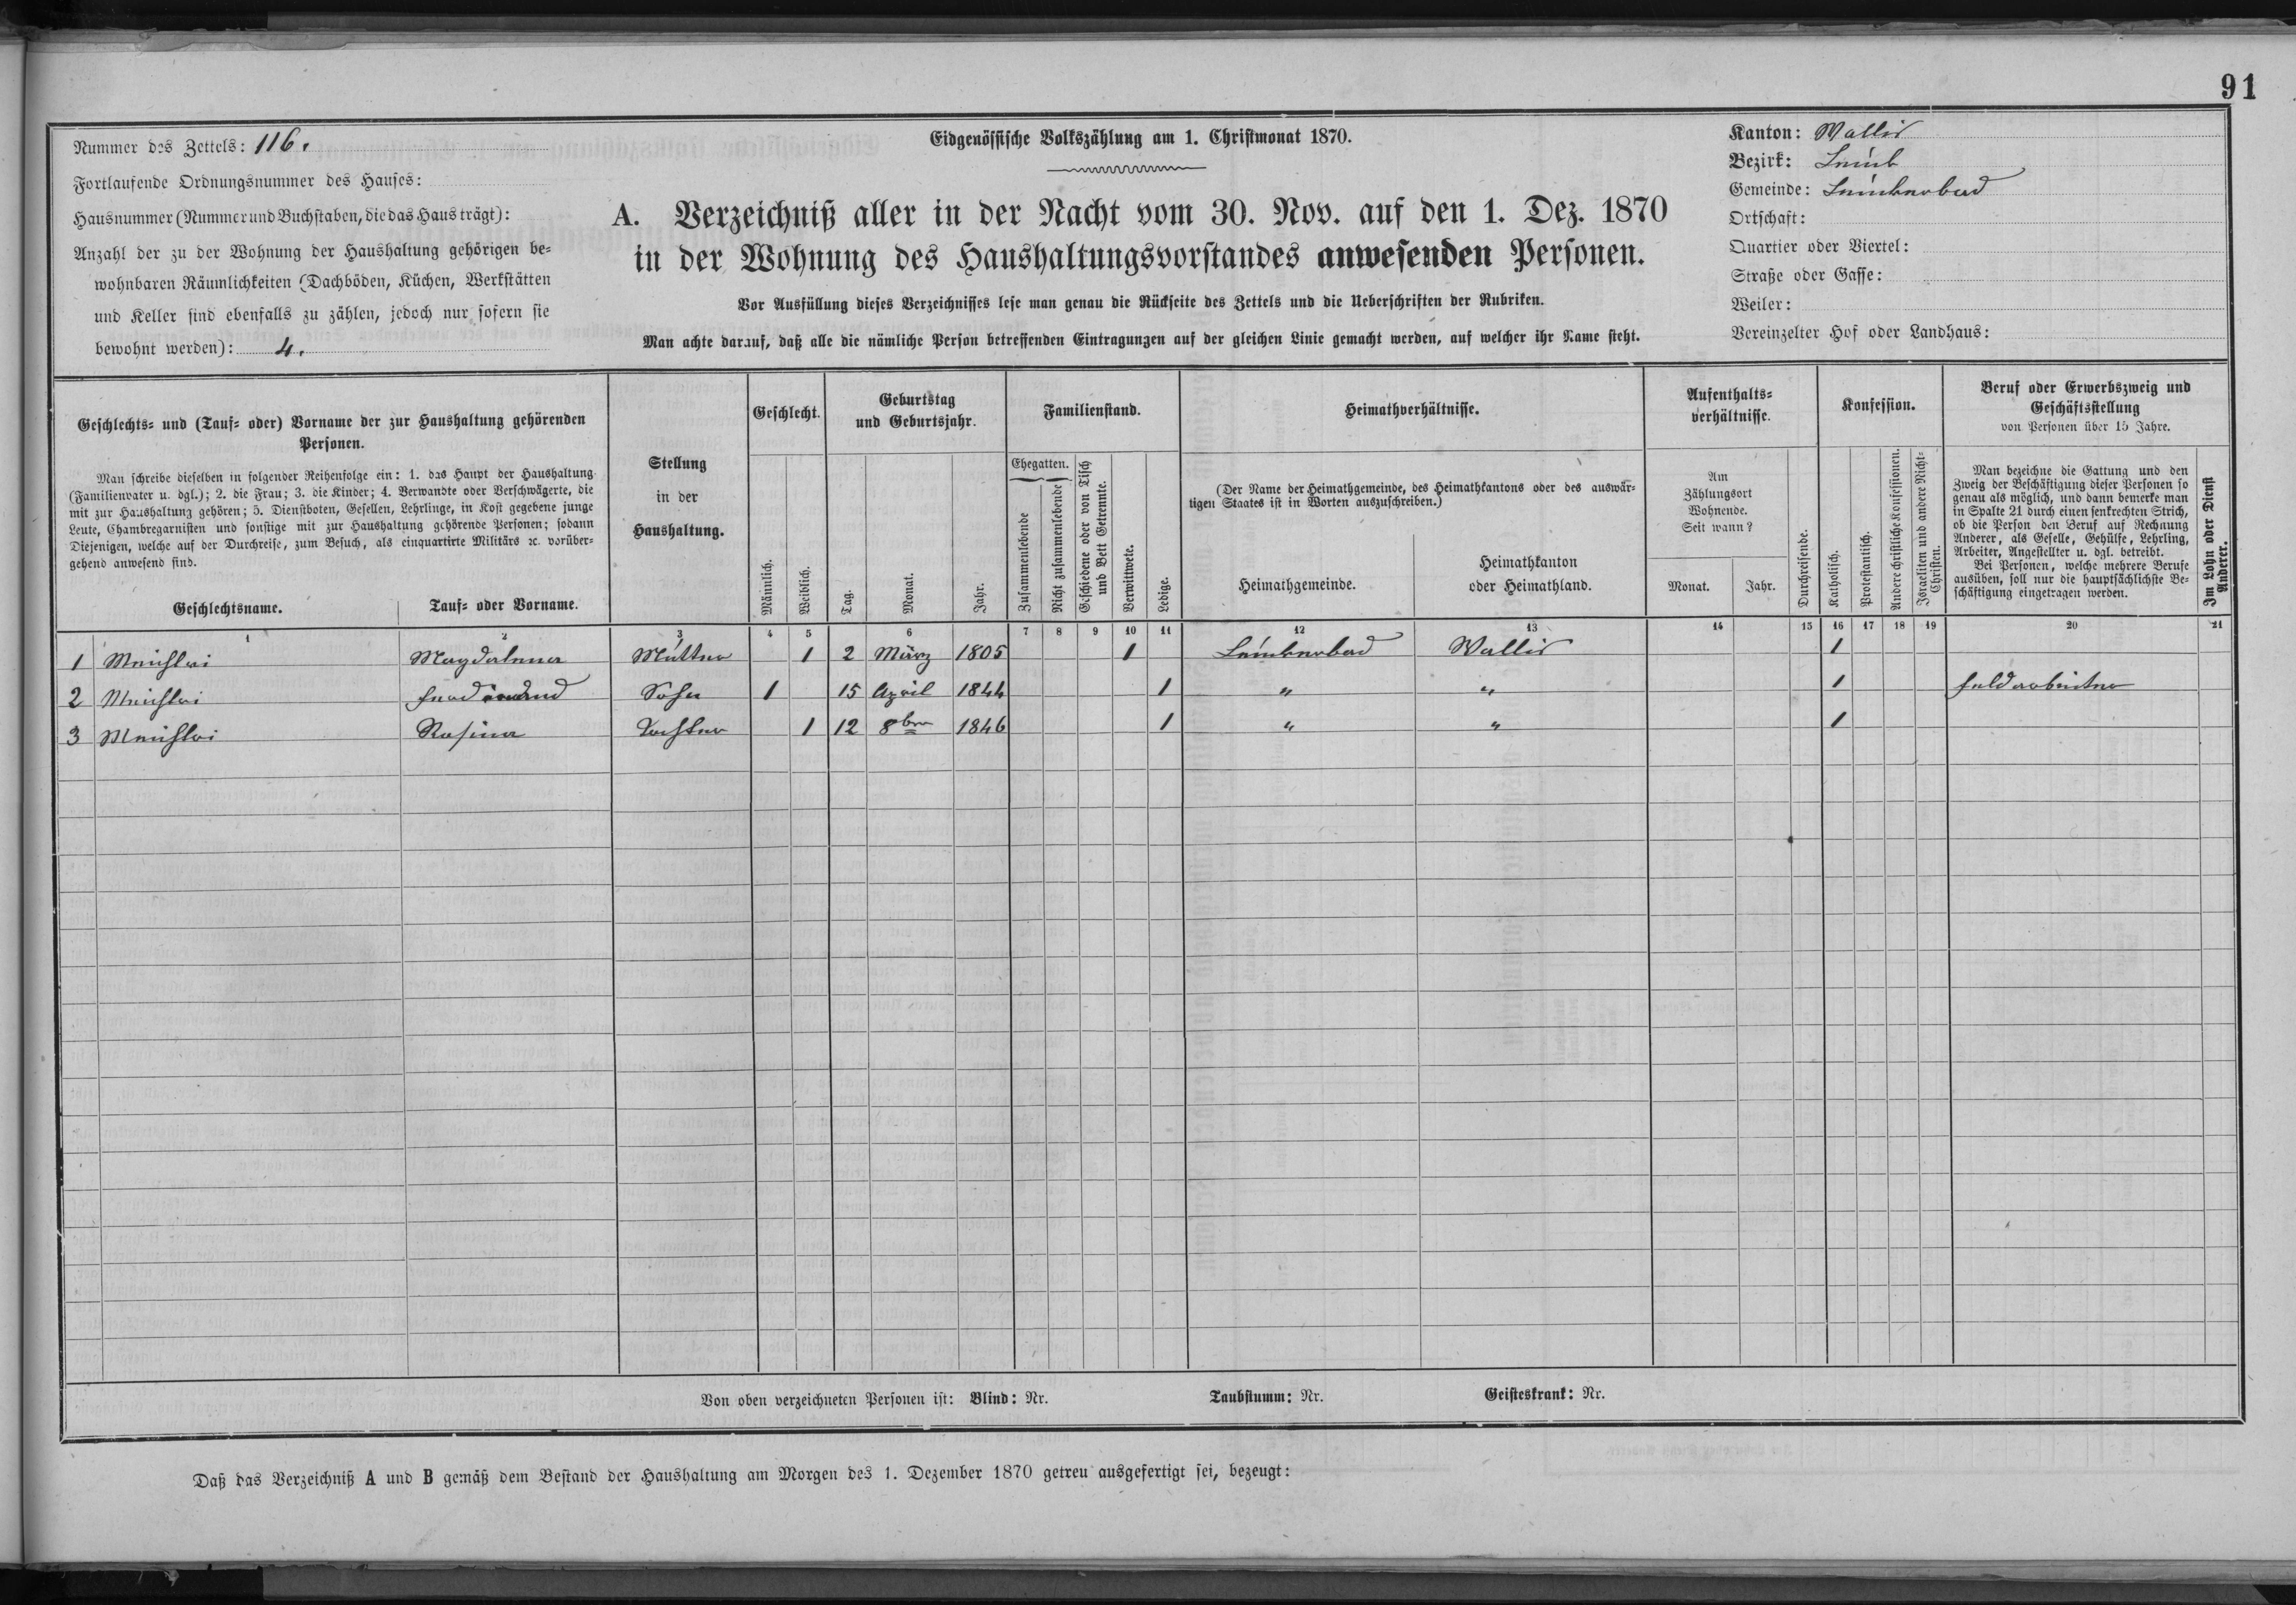 91
Nummer des Zettels: 116.
Fortlaufende Ordnungsnummer des Hauses:
Hausnummer (Nummer und Buchstaben, die das Haus trägt):
Anzahl der zu der Wohnung der Haushaltung gehörigen be-
wohnbaren Räumlichkeiten (Dachböden, Küchen, Werkstätten
und Keller sind ebenfalls zu zählen, jedoch nur sofern sie
bewohnt werden): 4.
Eidgenössische Volkszählung am 1. Christmonat 1870.
A. Verzeichniß aller in der Nacht vom 30. Nov. auf den 1. Dez. 1870
in der Wohnung des Haushaltungsvorstandes anwesenden Personen.
Vor Ausfüllung dieses Verzeichnisses lese man genau die Rückseite des Zettels und die Ueberschriften der Rubriken.
Man achte darauf, daß alle die nämliche Person betreffenden Eintragungen auf der gleichen Linie gemacht werden, auf welcher ihr Name steht.
Kanton: Wallis
Bezirk: Leuk
Gemeinde: Leukerbad
Ortschaft:
Quartier oder Viertel:
Straße oder Gasse:
Weiler:
Vereinzelter Hof oder Landhaus:
Geschlechts- und (Tauf- oder) Vorname der zur Haushaltung gehörenden
Personen.
Man schreibe dieselben in folgender Reihenfolge ein: 1. das Haupt der Haushaltung
(Familienvater u. dgl.); 2. die Frau; 3. die Kinder; 4. Verwandte oder Verschwägerte, die
mit zur Haushaltung gehören; 5. Dienstboten, Gesellen, Lehrlinge, in Kost gegebene junge
Leute, Chambregarnisten und sonstige mit zur Haushaltung gehörende Personen; sodann
Diejenigen, welche auf der Durchreise, zum Besuch, als einquartirte Militärs ꝛc. vorüber-
gehend anwesend sind.
Geschlechtsname.
Tauf- oder Vorname.
Stellung
in der
Haushaltung.
Geschlecht.
Männlich.
Weiblich.
Geburtstag
und Geburtsjahr.
Tag.
Monat.
Jahr.
Familienstand.
Ehegatten.
Zusammenlebende
Nicht zusammenlebende
Geschiedene oder von Tisch
und Bett Getrennte.
Verwittwete.
Ledige.
Heimathverhältnisse.
(Der Name der Heimathgemeinde, des Heimathkantons oder des auswär-
tigen Staates ist in Worten auszuschreiben.)
Heimathgemeinde.
Heimathkanton
oder Heimathland.
Aufenthalts-
verhältnisse.
Am
Zählungsort
Wohnende.
Seit wann?
Monat.
Jahr.
Durchreisende.
Konfession.
Katholisch.
Protestantisch.
Andere christliche Konfessionen.
Israeliten und andere Nicht-
Christen.
Beruf oder Erwerbszweig und
Geschäftsstellung
von Personen über 15 Jahre.
Man bezeichne die Gattung und den
Zweig der Beschäftigung dieser Personen so
genau als möglich, und dann bemerke man
in Spalte 21 durch einen senkrechten Strich,
ob die Person den Beruf auf Rechnung
Anderer, als Geselle, Gehülfe, Lehrling,
Arbeiter, Angestellter u. dgl. betreibt.
Bei Personen, welche mehrere Berufe
ausüben, soll nur die hauptsächlichste Be-
schäftigung eingetragen werden.
Im Lohn oder Dienst
Anderer.
1 2 3 4 5 6 7 8 9 10 11 12 13 14 15 16 17 18 19 20 21
1 Meichtri Magdalena Mutter 1 2 März 1805 1 Leukerbad Wallis 1
2 Meichtri Sohn 1 15 April 1844 1 " " 1 Feldarbeiter
3 Meichtri Rosina Tochter 1 12 8ber 1846 1 " " 1
Von oben verzeichneten Personen ist: Blind: Nr. Taubstumm: Nr. Geisteskrank: Nr.
Daß das Verzeichniß A und B gemäß dem Bestand der Haushaltung am Morgen des 1. Dezember 1870 getreu ausgefertigt sei, bezeugt: